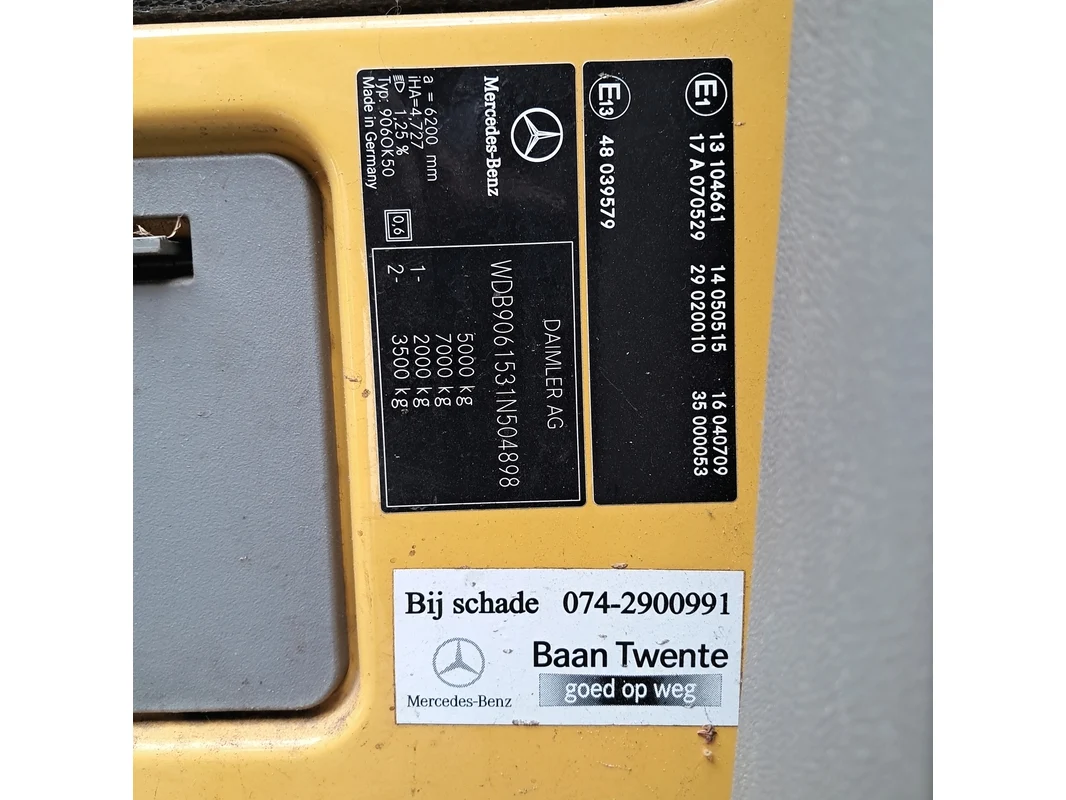 E1
13 104661 14 050515 16 040709
17 A 070529 29 020010 35 000053
E13 48 039579
Mercedes-Benz
a = 6200 mm
iHA=4,727
1,25 %
Typ: 906OK50
Made in Germany
0,6
DAIMLER AG
WDB9061531N504898
5000 kg
7000 kg
1- 2000 kg
2- 3500 kg
Bij schade 074-2900991
Baan Twente
goed op weg
Mercedes-Benz